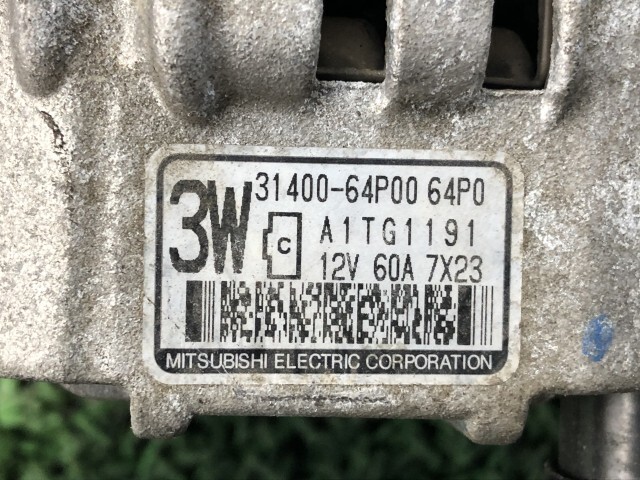 3W 31400-64P00 64P0
C A1TG1191
12V 60A 7X23
MITSUBISHI ELECTRIC CORPORATION